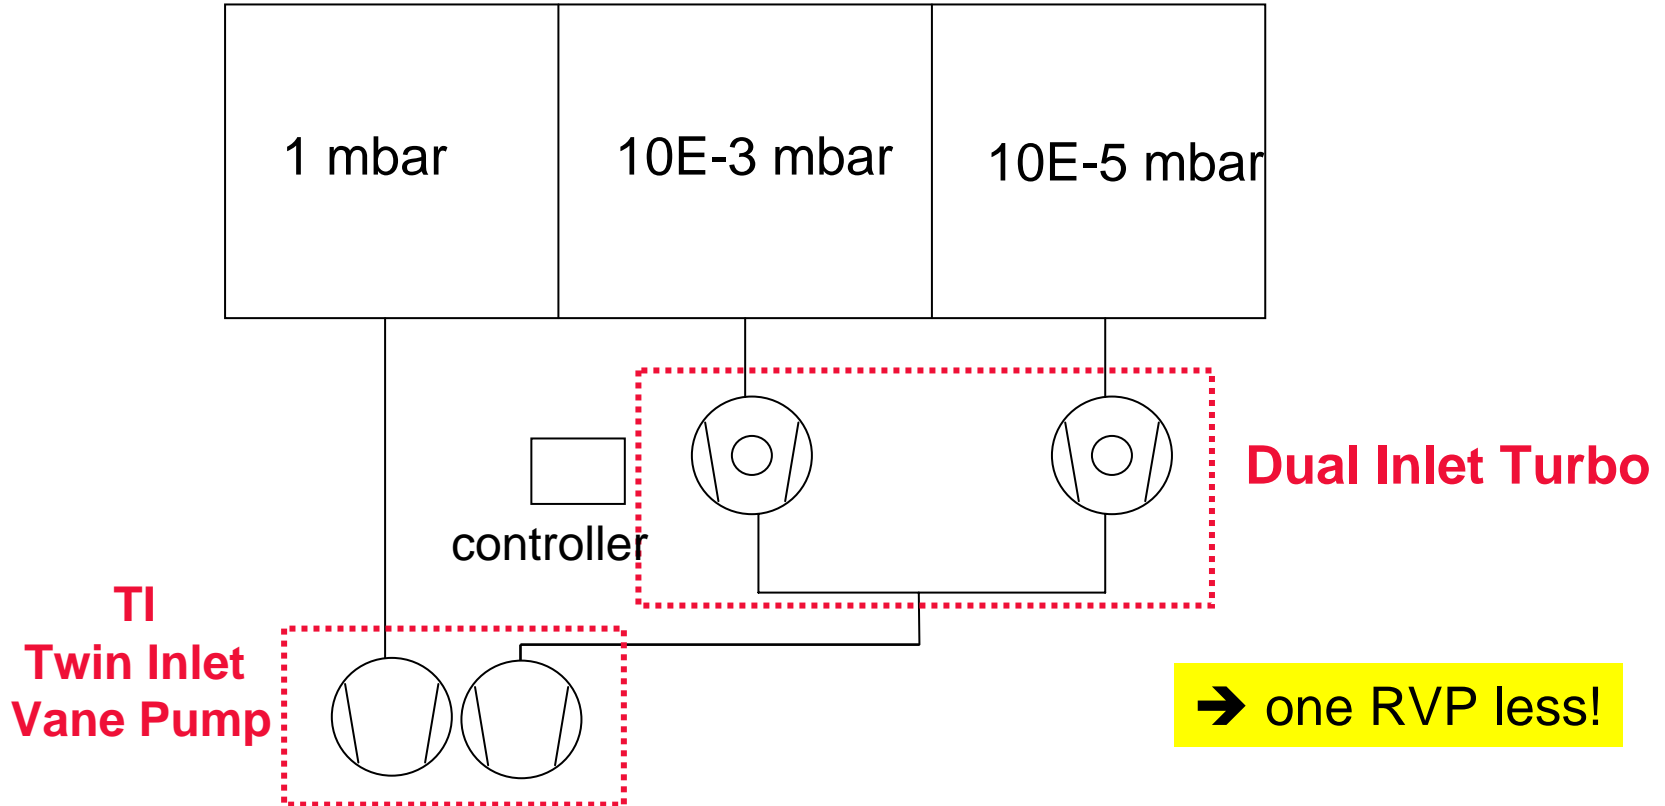 1 mbar
10E-3 mbar
10E-5 mbar
Dual Inlet Turbo
controller
TI
Twin Inlet
Vane Pump
➔ one RVP less!